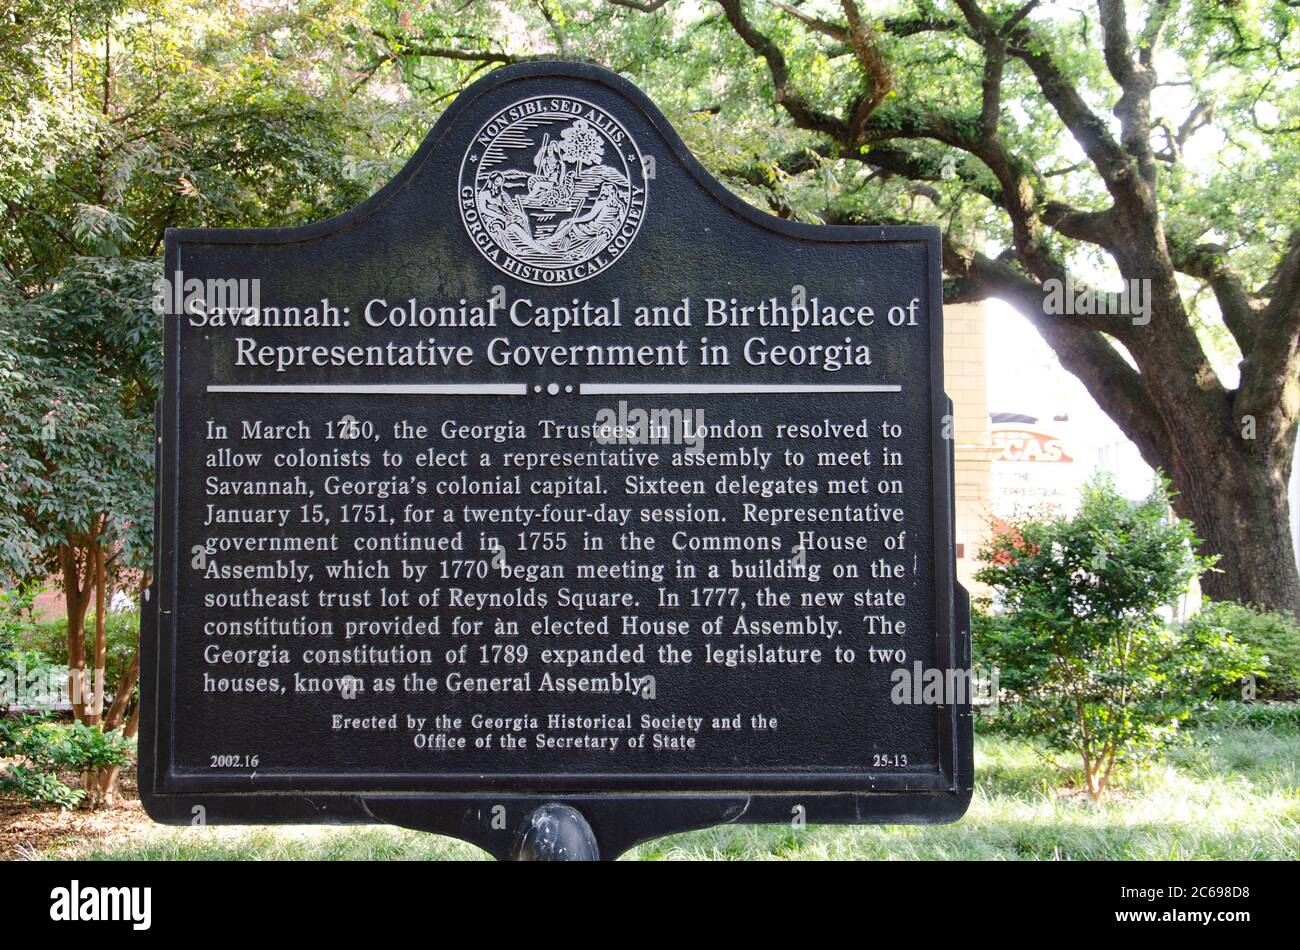 NON SIBI, SED ALIIS.
GEORGIA HISTORICAL SOCIETY
Savannah: Colonial Capital and Birthplace of
Representative Government in Georgia
In March 1750, the Georgia Trustees in London resolved to
allow colonists to elect a representative assembly to meet in
Savannah, Georgia's colonial capital. Sixteen delegates met on
January 15, 1751, for a twenty-four-day session. Representative
government continued in 1755 in the Commons House of
Assembly, which by 1770 began meeting in a building on the
southeast trust lot of Reynolds Square. In 1777, the new state
constitution provided for an elected House of Assembly. The
Georgia constitution of 1789 expanded the legislature to two
houses, known as the General Assembly.
Erected by the Georgia Historical Society and the
Office of the Secretary of State
2002.16 25-13
alamy
Image ID: 2C698D8
www.alamy.com